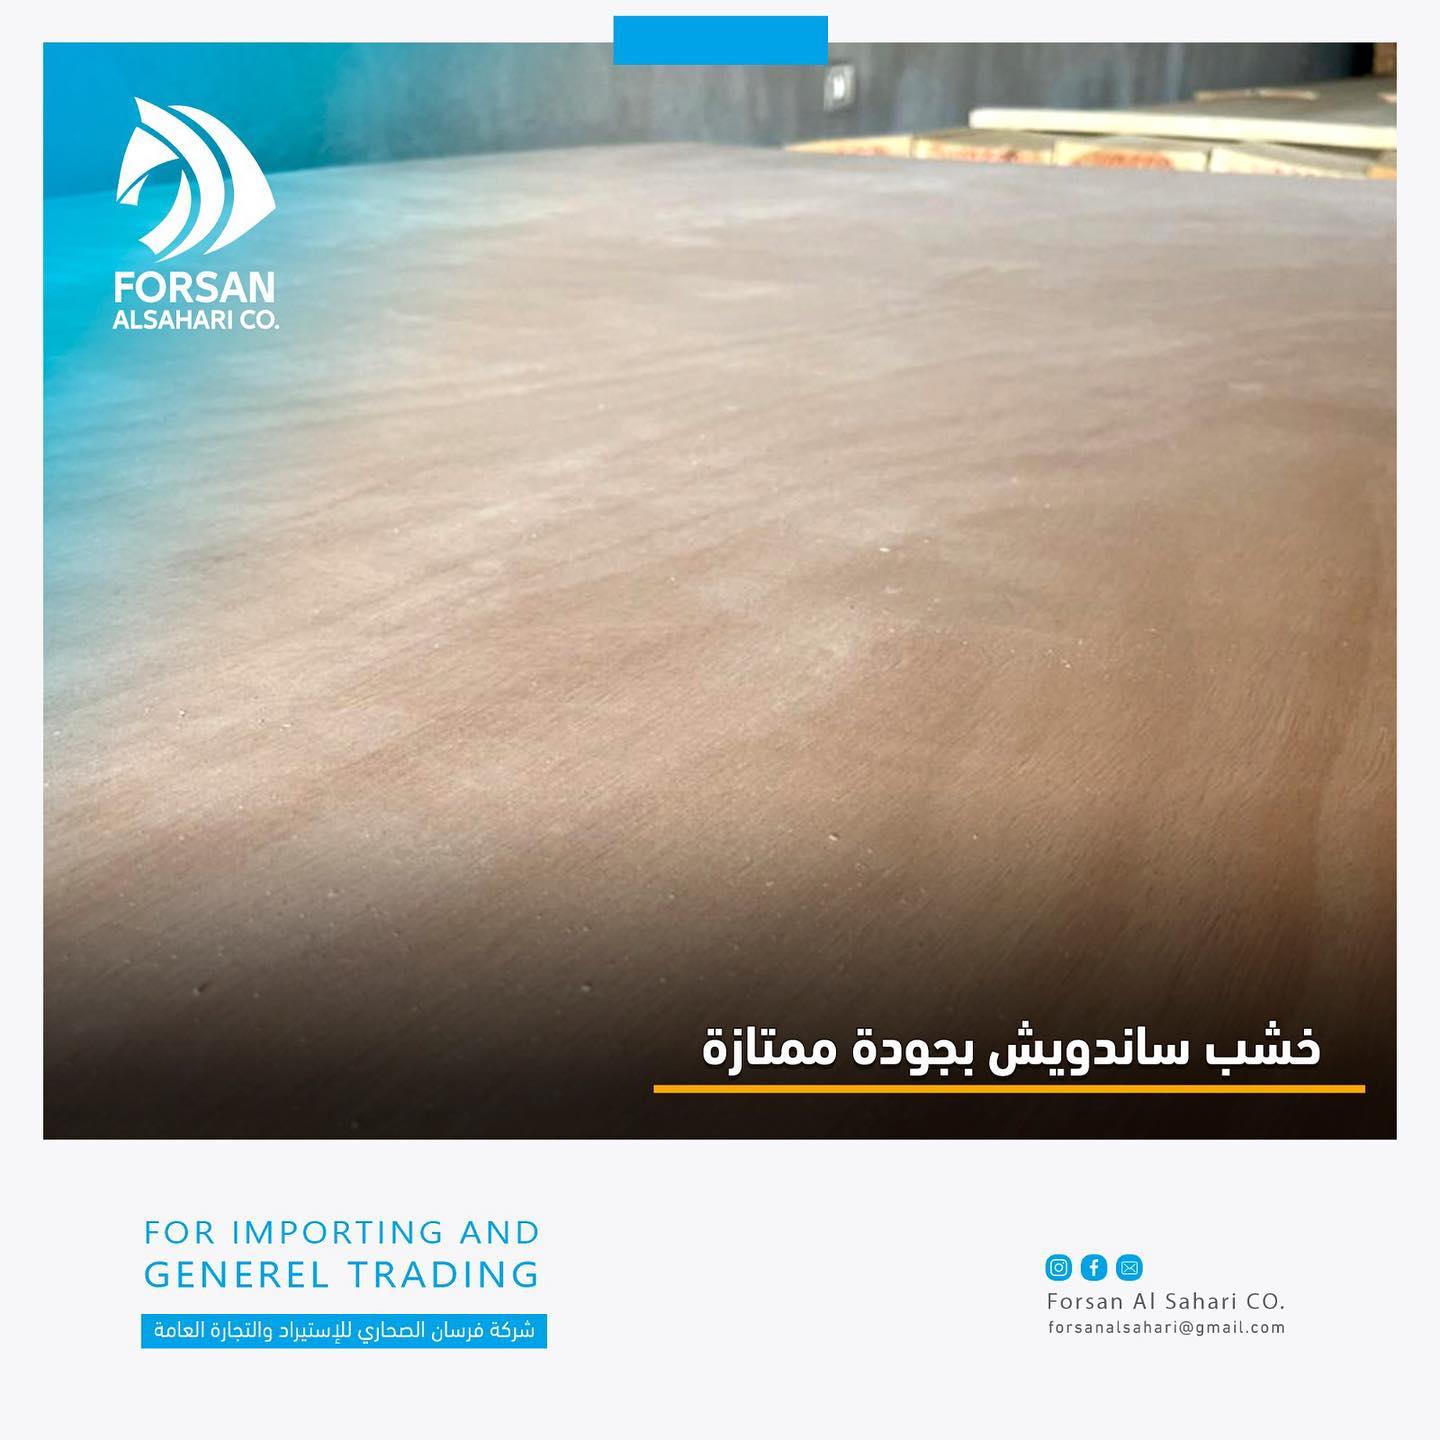 FORSAN
ALSAHARI CO.
خشب ساندويش بجودة ممتازة
FOR IMPORTING AND
GENEREL TRADING
شركة فرسان الصحاري للإستيراد والتجارة العامة
Forsan Al Sahari CO.
forsanalsahari@gmail.com